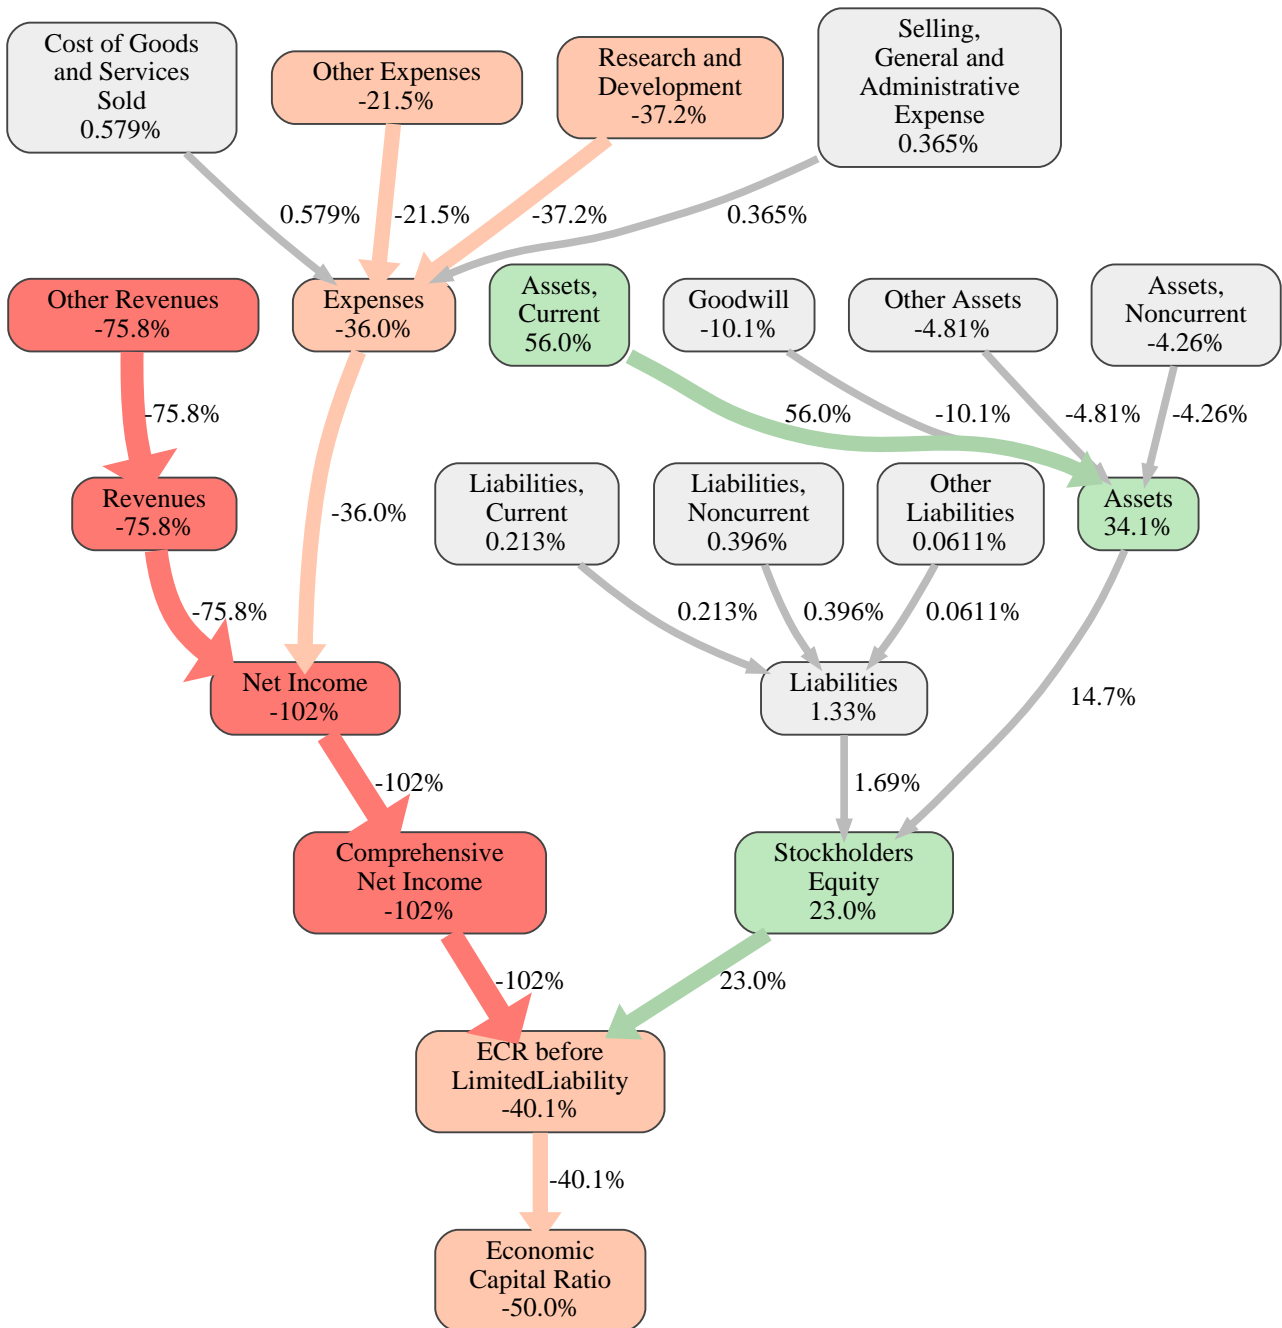 Cost of Goods
and Services
Sold
0.579%
Other Expenses
-21.5%
Research and
Development
-37.2%
Selling,
General and
Administrative
Expense
0.365%
0.579%
-21.5%
-37.2%
0.365%
Other Revenues
-75.8%
Expenses
-36.0%
Assets,
Current
56.0%
Goodwill
-10.1%
Other Assets
-4.81%
Assets,
Noncurrent
-4.26%
-75.8%
56.0%
-10.1%
-4.81%
-4.26%
Revenues
-75.8%
-36.0%
Liabilities,
Current
0.213%
Liabilities,
Noncurrent
0.396%
Other
Liabilities
0.0611%
Assets
34.1%
-75.8%
0.213%
0.396%
0.0611%
Net Income
-102%
Liabilities
1.33%
14.7%
-102%
1.69%
Comprehensive
Net Income
-102%
Stockholders
Equity
23.0%
-102%
23.0%
ECR before
LimitedLiability
-40.1%
-40.1%
Economic
Capital Ratio
-50.0%